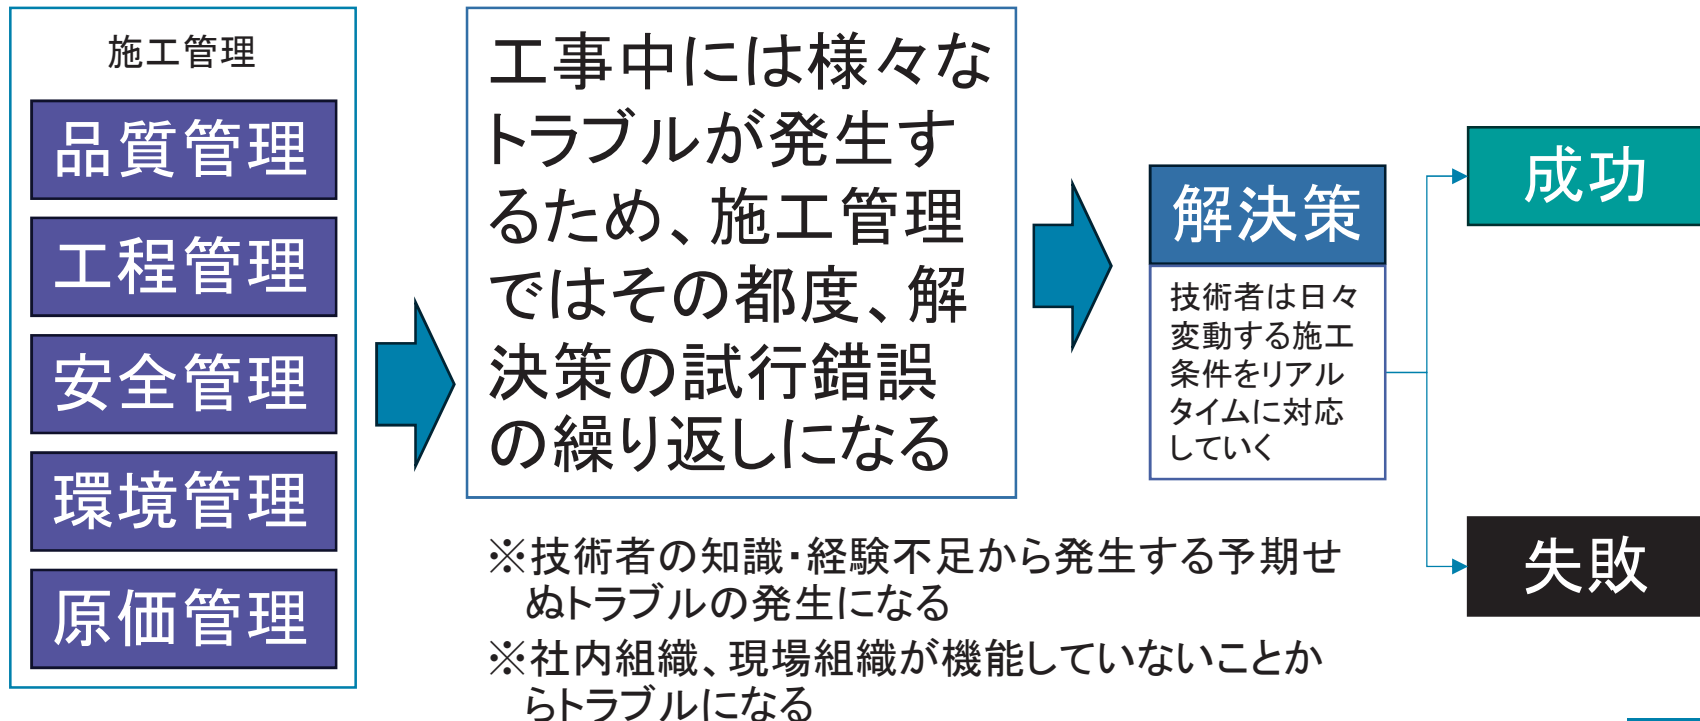 施工管理
品質管理
工程管理
安全管理
環境管理
原価管理
工事中には様々な
トラブルが発生す
るため、施工管理
ではその都度、解
決策の試行錯誤
の繰り返しになる
※技術者の知識・経験不足から発生する予期せ
ぬトラブルの発生になる
※社内組織、現場組織が機能していないことか
らトラブルになる
解決策
技術者は日々
変動する施工
条件をリアル
タイムに対応
していく
成功
失敗